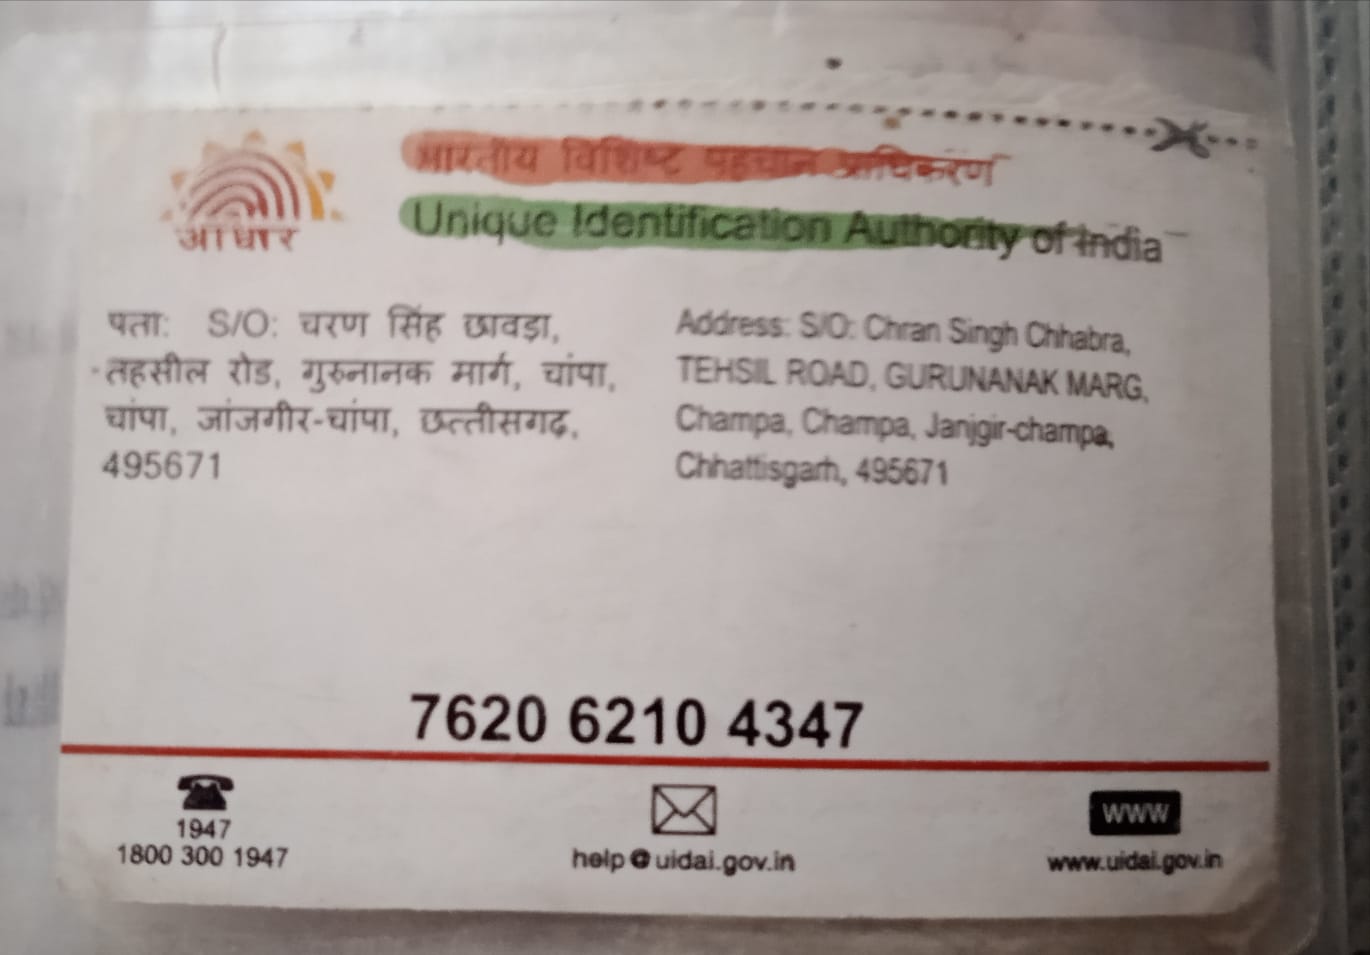 आधार
भारतीय विशिष्ट पहचान प्राधिकरण
Unique Identification Authority of India
पता: S/O: चरण सिंह छावड़ा,
तहसील रोड, गुरुनानक मार्ग, चांपा,
चांपा, जांजगीर-चांपा, छत्तीसगढ़,
495671
Address: S/O: Chran Singh Chhabra,
TEHSIL ROAD, GURUNANAK MARG,
Champa, Champa, Janjgir-champa,
Chhattisgarh, 495671
7620 6210 4347
1947
1800 300 1947
help@uidai.gov.in
www
www.uidai.gov.in